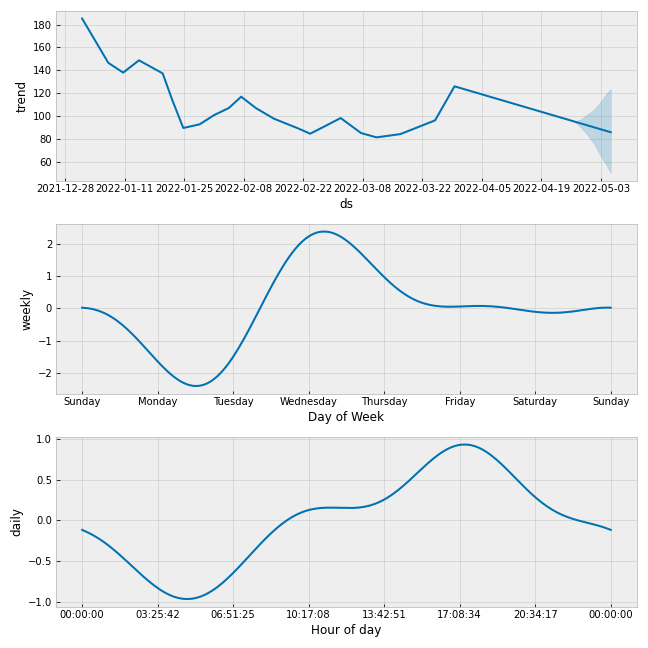 trend
180
160
140
120
100
80
60
2021-12-28 2022-01-11 2022-01-25 2022-02-08 2022-02-22 2022-03-08 2022-03-22 2022-04-05 2022-04-19 2022-05-03
ds
weekly
2
1
0
−1
−2
Sunday Monday Tuesday Wednesday Thursday Friday Saturday Sunday
Day of Week
daily
1.0
0.5
0.0
−0.5
−1.0
00:00:00 03:25:42 06:51:25 10:17:08 13:42:51 17:08:34 20:34:17 00:00:00
Hour of day